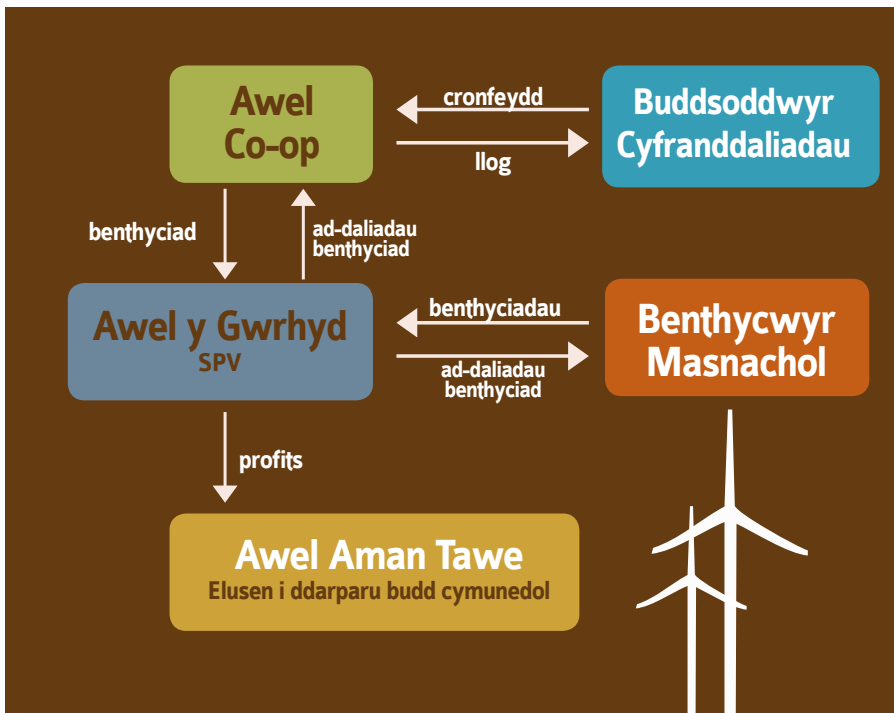 Awel
Co-op
cronfeydd
llog
Buddsoddwyr
Cyfranddaliadau
benthyciad
ad-daliadau
benthyciad
Awel y Gwrhyd
SPV
benthyciadau
ad-daliadau
benthyciad
Benthycwyr
Masnachol
profits
Awel Aman Tawe
Elusen i ddarparu budd cymunedol